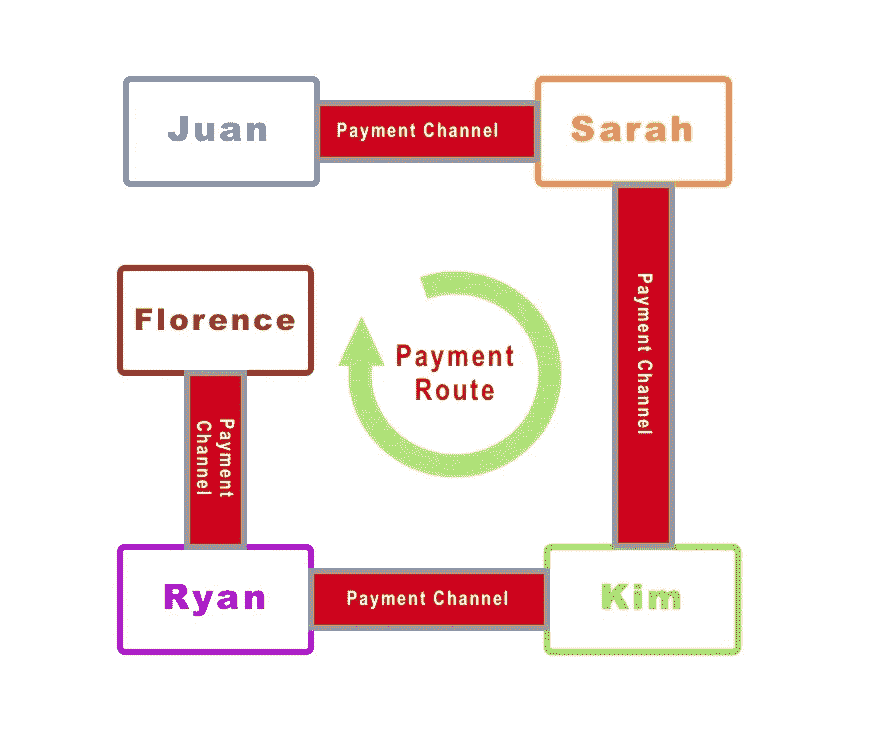 Juan
Payment Channel
Sarah
Payment Channel
Florence
Payment
Route
Payment
Channel
Ryan
Payment Channel
Kim